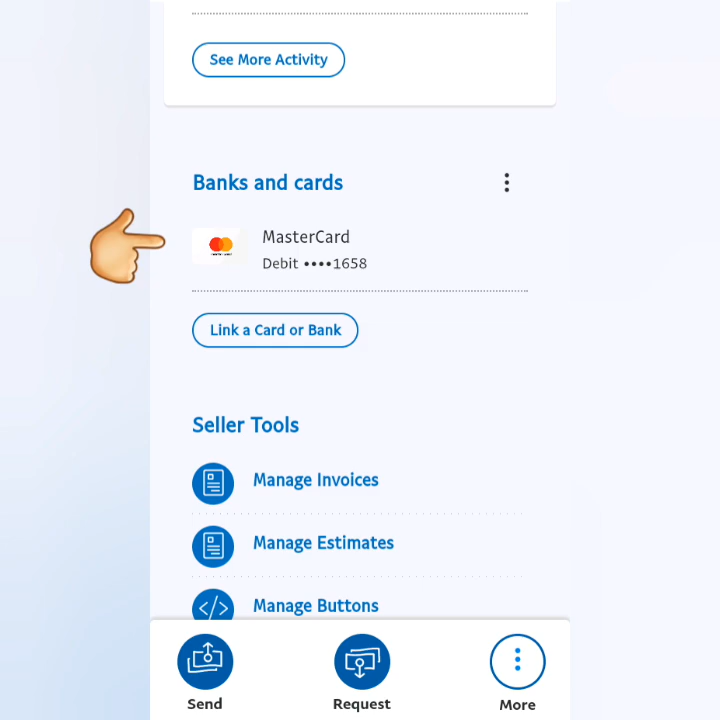 See More Activity
Banks and cards
MasterCard
Debit ••••1658
Link a Card or Bank
Seller Tools
Manage Invoices
Manage Estimates
Manage Buttons
Send
Request
More